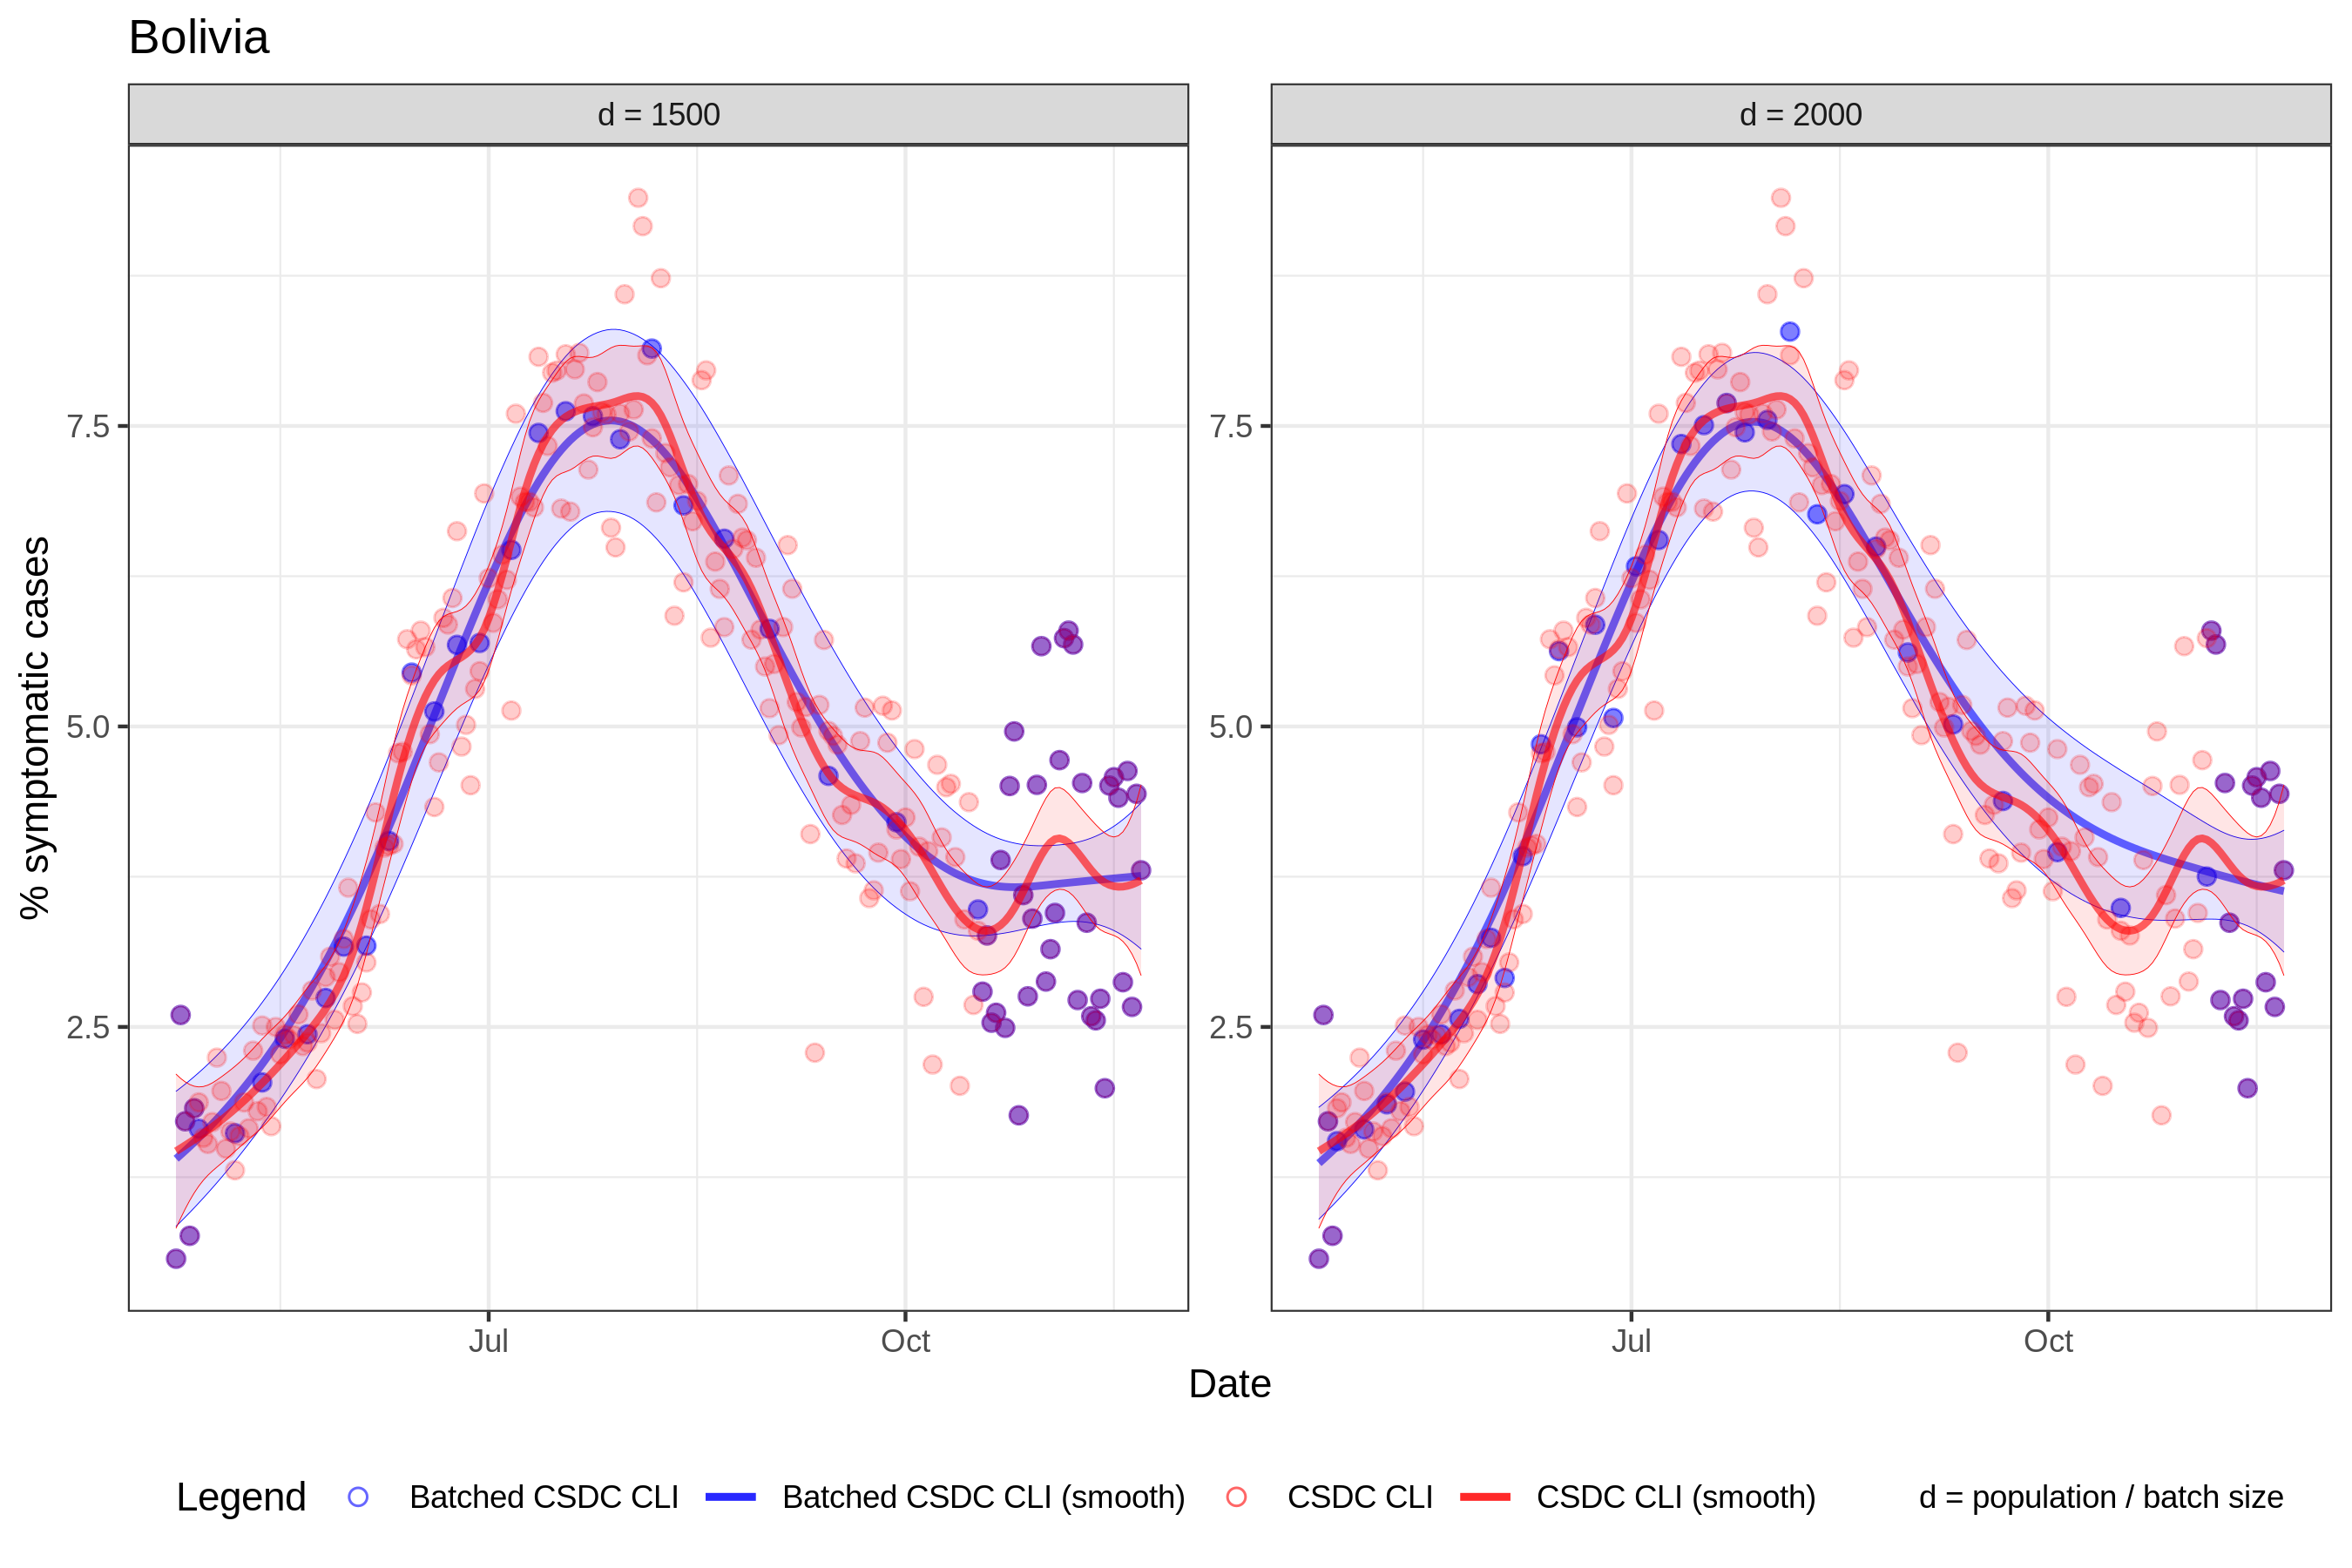 Bolivia
d = 1500
d = 2000
% symptomatic cases
7.5
5.0
2.5
7.5
5.0
2.5
Jul
Oct
Jul
Oct
Date
Legend
Batched CSDC CLI
Batched CSDC CLI (smooth)
CSDC CLI
CSDC CLI (smooth)
d = population / batch size